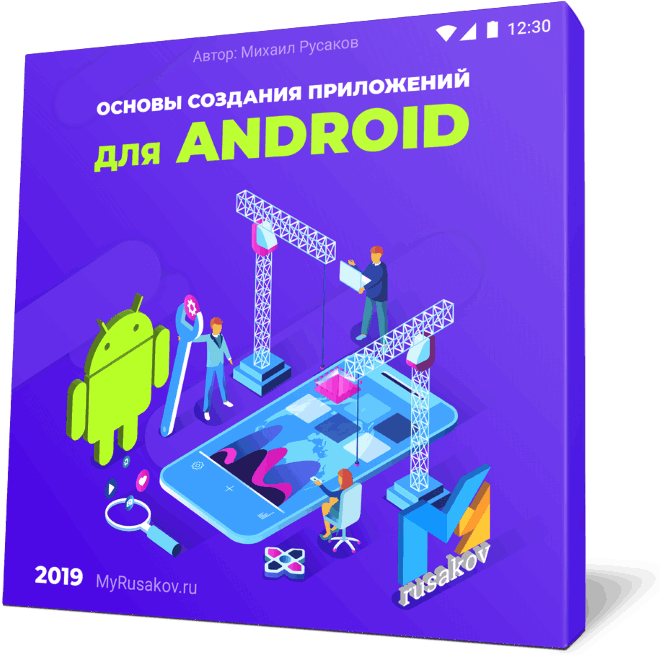 12:30
Автор: Михаил Русаков
ОСНОВЫ СОЗДАНИЯ ПРИЛОЖЕНИЙ
ДЛЯ ANDROID
rusakov
2019 MyRusakov.ru